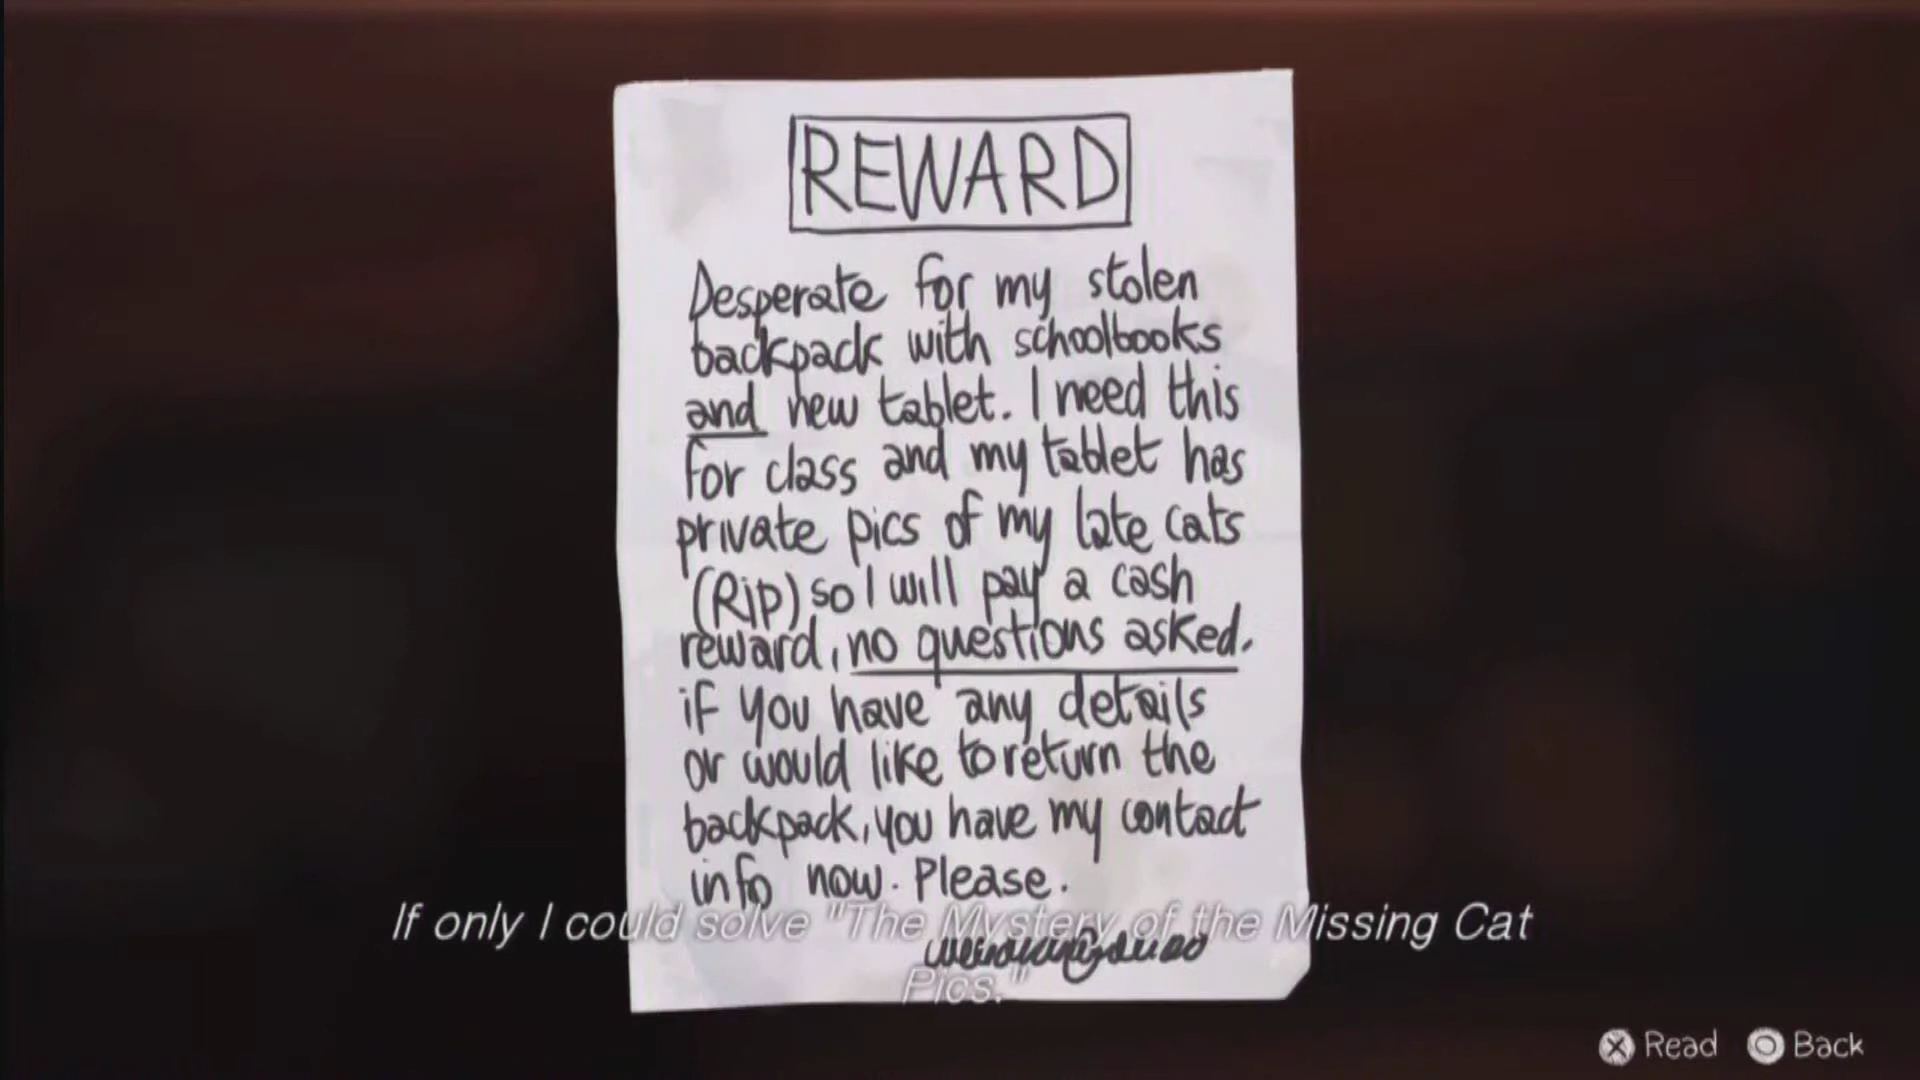 REWARD
Desperate for my stolen
backpack with schoolbooks
and new tablet. I need this
for class and my tablet has
private pics of my late cats
(Rip) so I will pay a cash
reward, no questions asked.
if you have any details
or would like to return the
backpack, you have my contact
info now. Please.
If only I could solve "The Mystery of the Missing Cat
Pics."
Read
Back